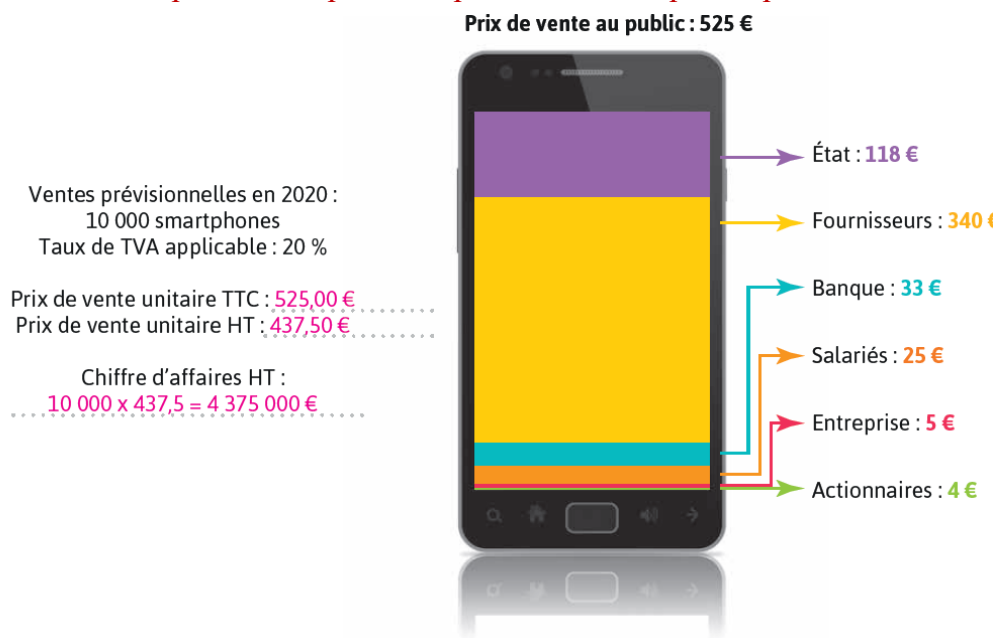 Prix de vente au public : 525 €
Ventes prévisionnelles en 2020 :
10 000 smartphones
Taux de TVA applicable : 20 %
Prix de vente unitaire TTC : 525,00 €
Prix de vente unitaire HT : 437,50 €
Chiffre d’affaires HT :
10 000 x 437,5 = 4 375 000 €
État : 118 €
Fournisseurs : 340 €
Banque : 33 €
Salariés : 25 €
Entreprise : 5 €
Actionnaires : 4 €